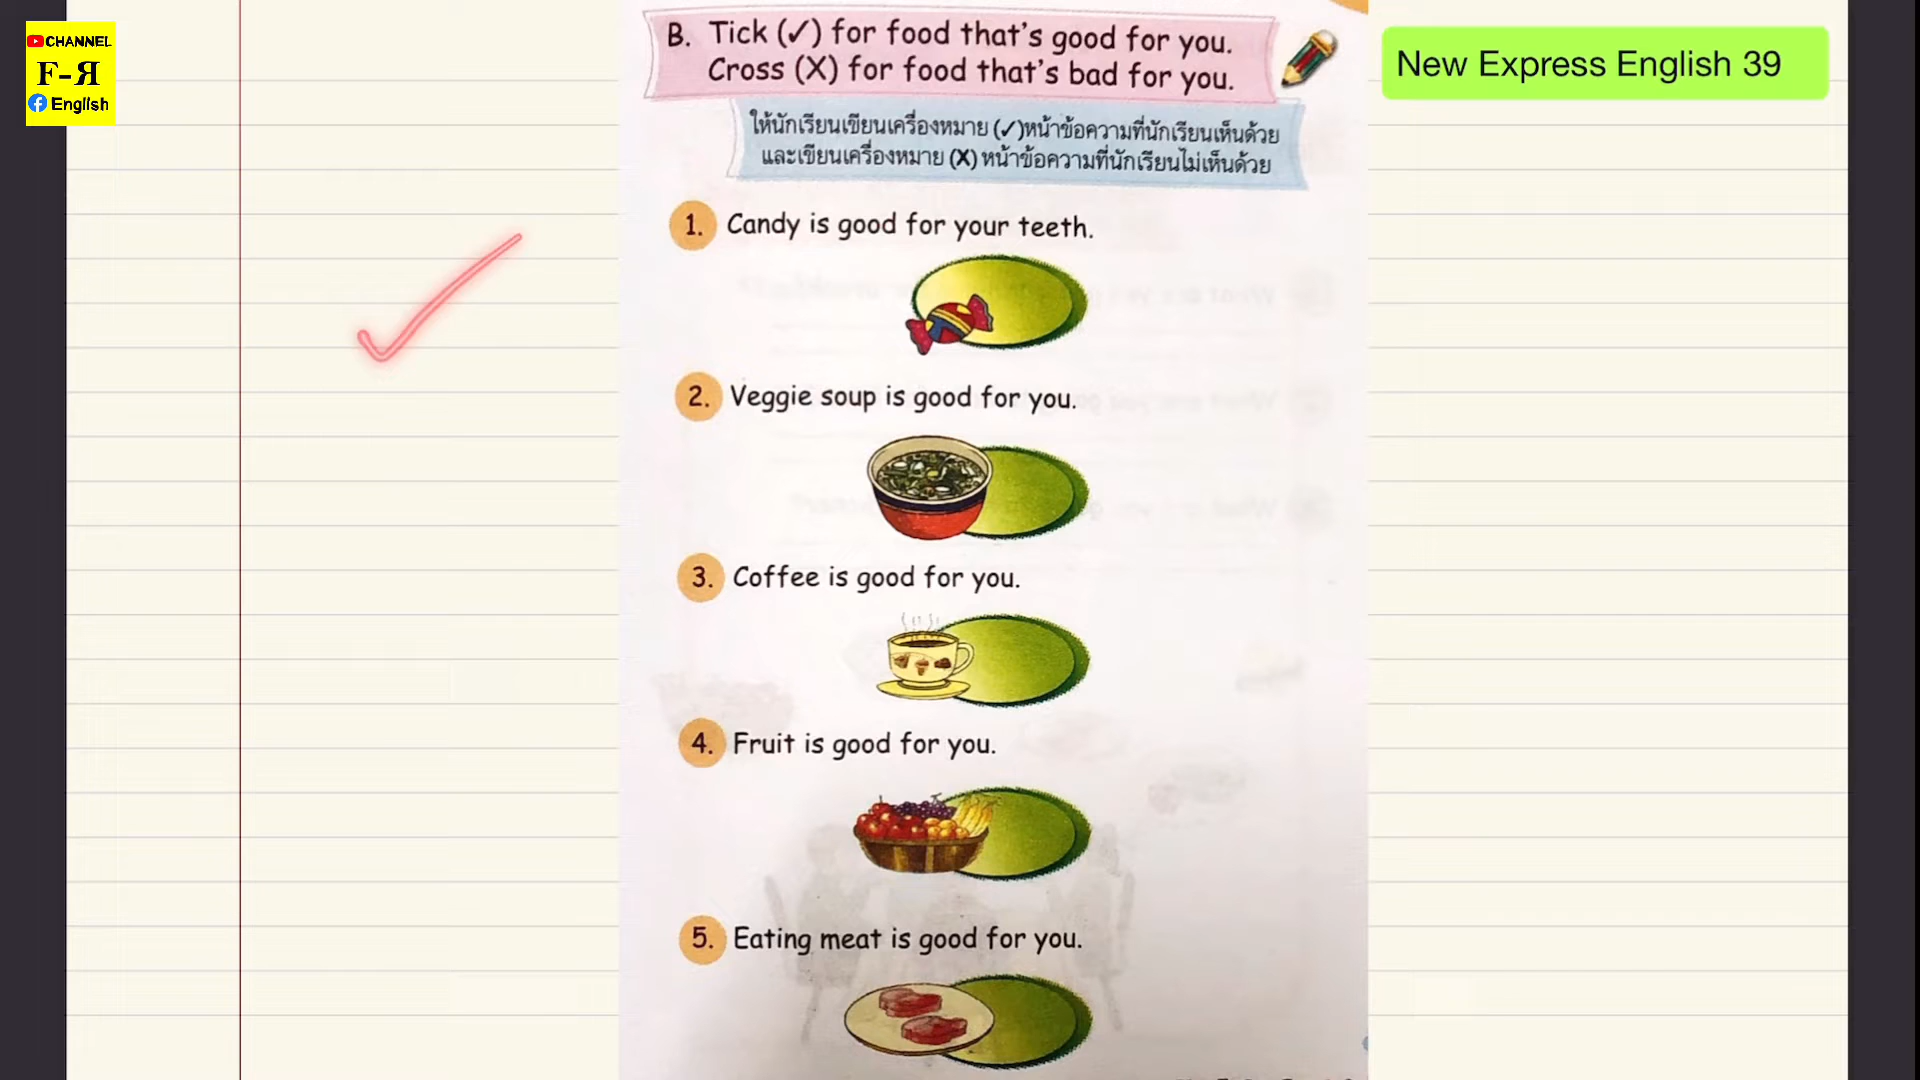 CHANNEL
F-Я
English
B. Tick (✓) for food that's good for you.
Cross (X) for food that's bad for you.
New Express English 39
ให้นักเรียนเขียนเครื่องหมาย (✓)หน้าข้อความที่นักเรียนเห็นด้วย
และเขียนเครื่องหมาย (X) หน้าข้อความที่นักเรียนไม่เห็นด้วย
1. Candy is good for your teeth.
2. Veggie soup is good for you.
3. Coffee is good for you.
4. Fruit is good for you.
5. Eating meat is good for you.